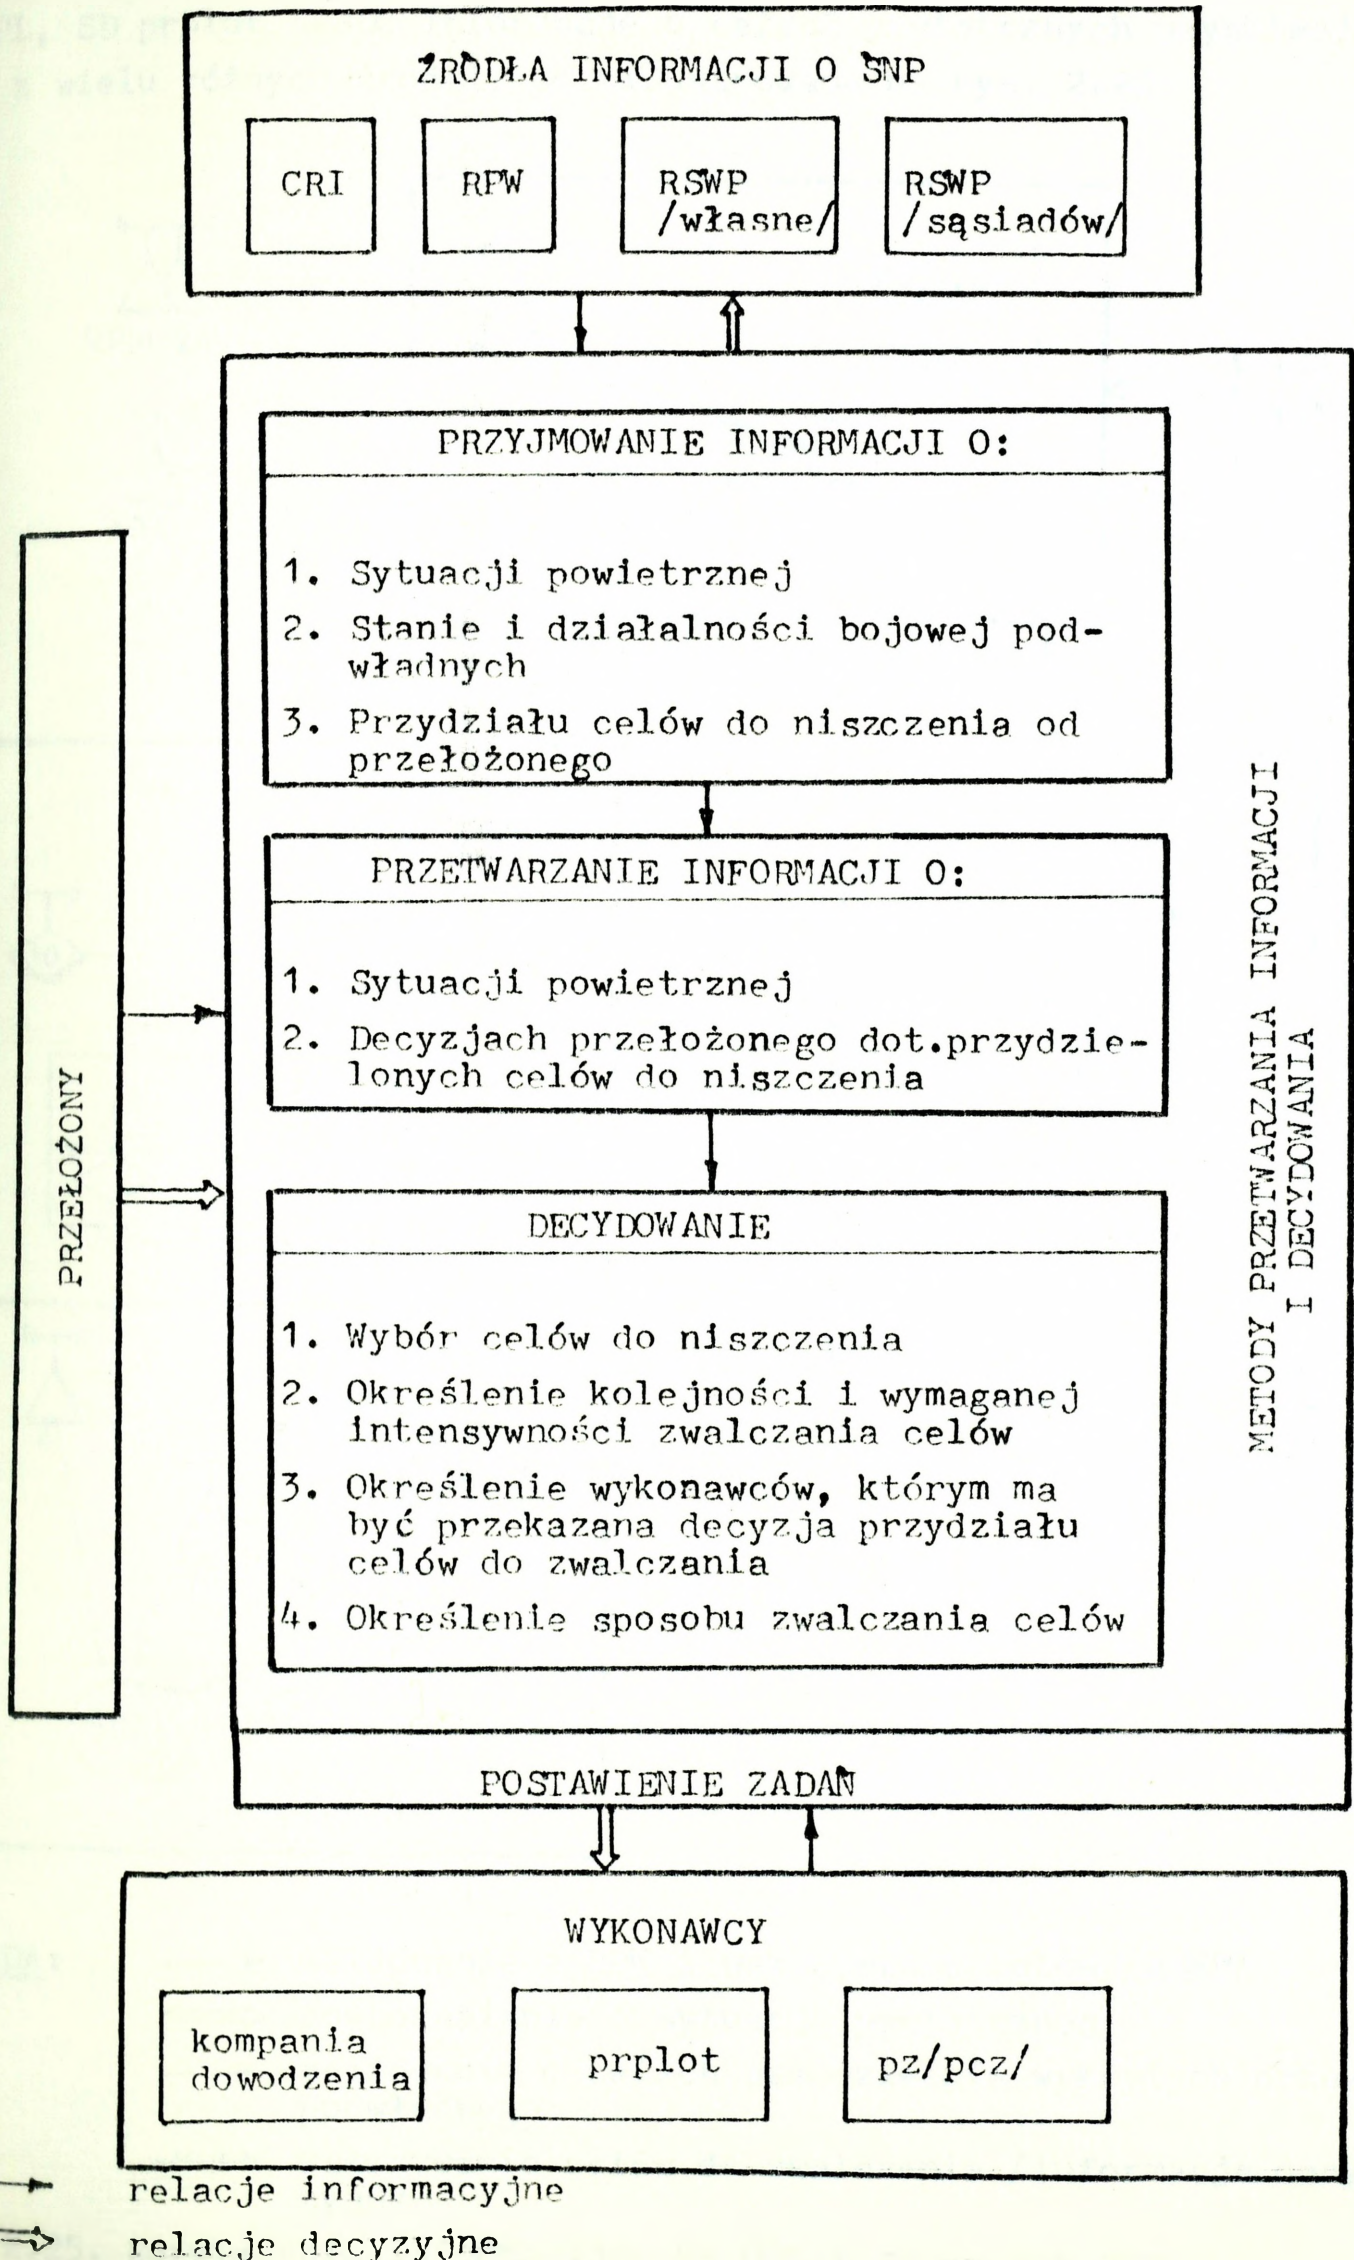 ŹRÓDŁA INFORMACJI O ŚNP
CRI
RPW
RSWP
/własne/
RSWP
/sąsiadów/
PRZYJMOWANIE INFORMACJI O:
1. Sytuacji powietrznej
2. Stanie i działalności bojowej pod-
władnych
3. Przydziału celów do niszczenia od
przełożonego
PRZETWARZANIE INFORMACJI O:
1. Sytuacji powietrznej
2. Decyzjach przełożonego dot.przydzie-
lonych celów do niszczenia
DECYDOWANIE
1. Wybór celów do niszczenia
2. Określenie kolejności i wymaganej
intensywności zwalczania celów
3. Określenie wykonawców, którym ma
być przekazana decyzja przydziału
celów do zwalczania
4. Określenie sposobu zwalczania celów
PRZEŁOŻONY
METODY PRZETWARZANIA INFORMACJI
I DECYDOWANIA
POSTAWIENIE ZADAŃ
WYKONAWCY
kompania
dowodzenia
prplot
pz/pcz/
relacje informacyjne
relacje decyzyjne